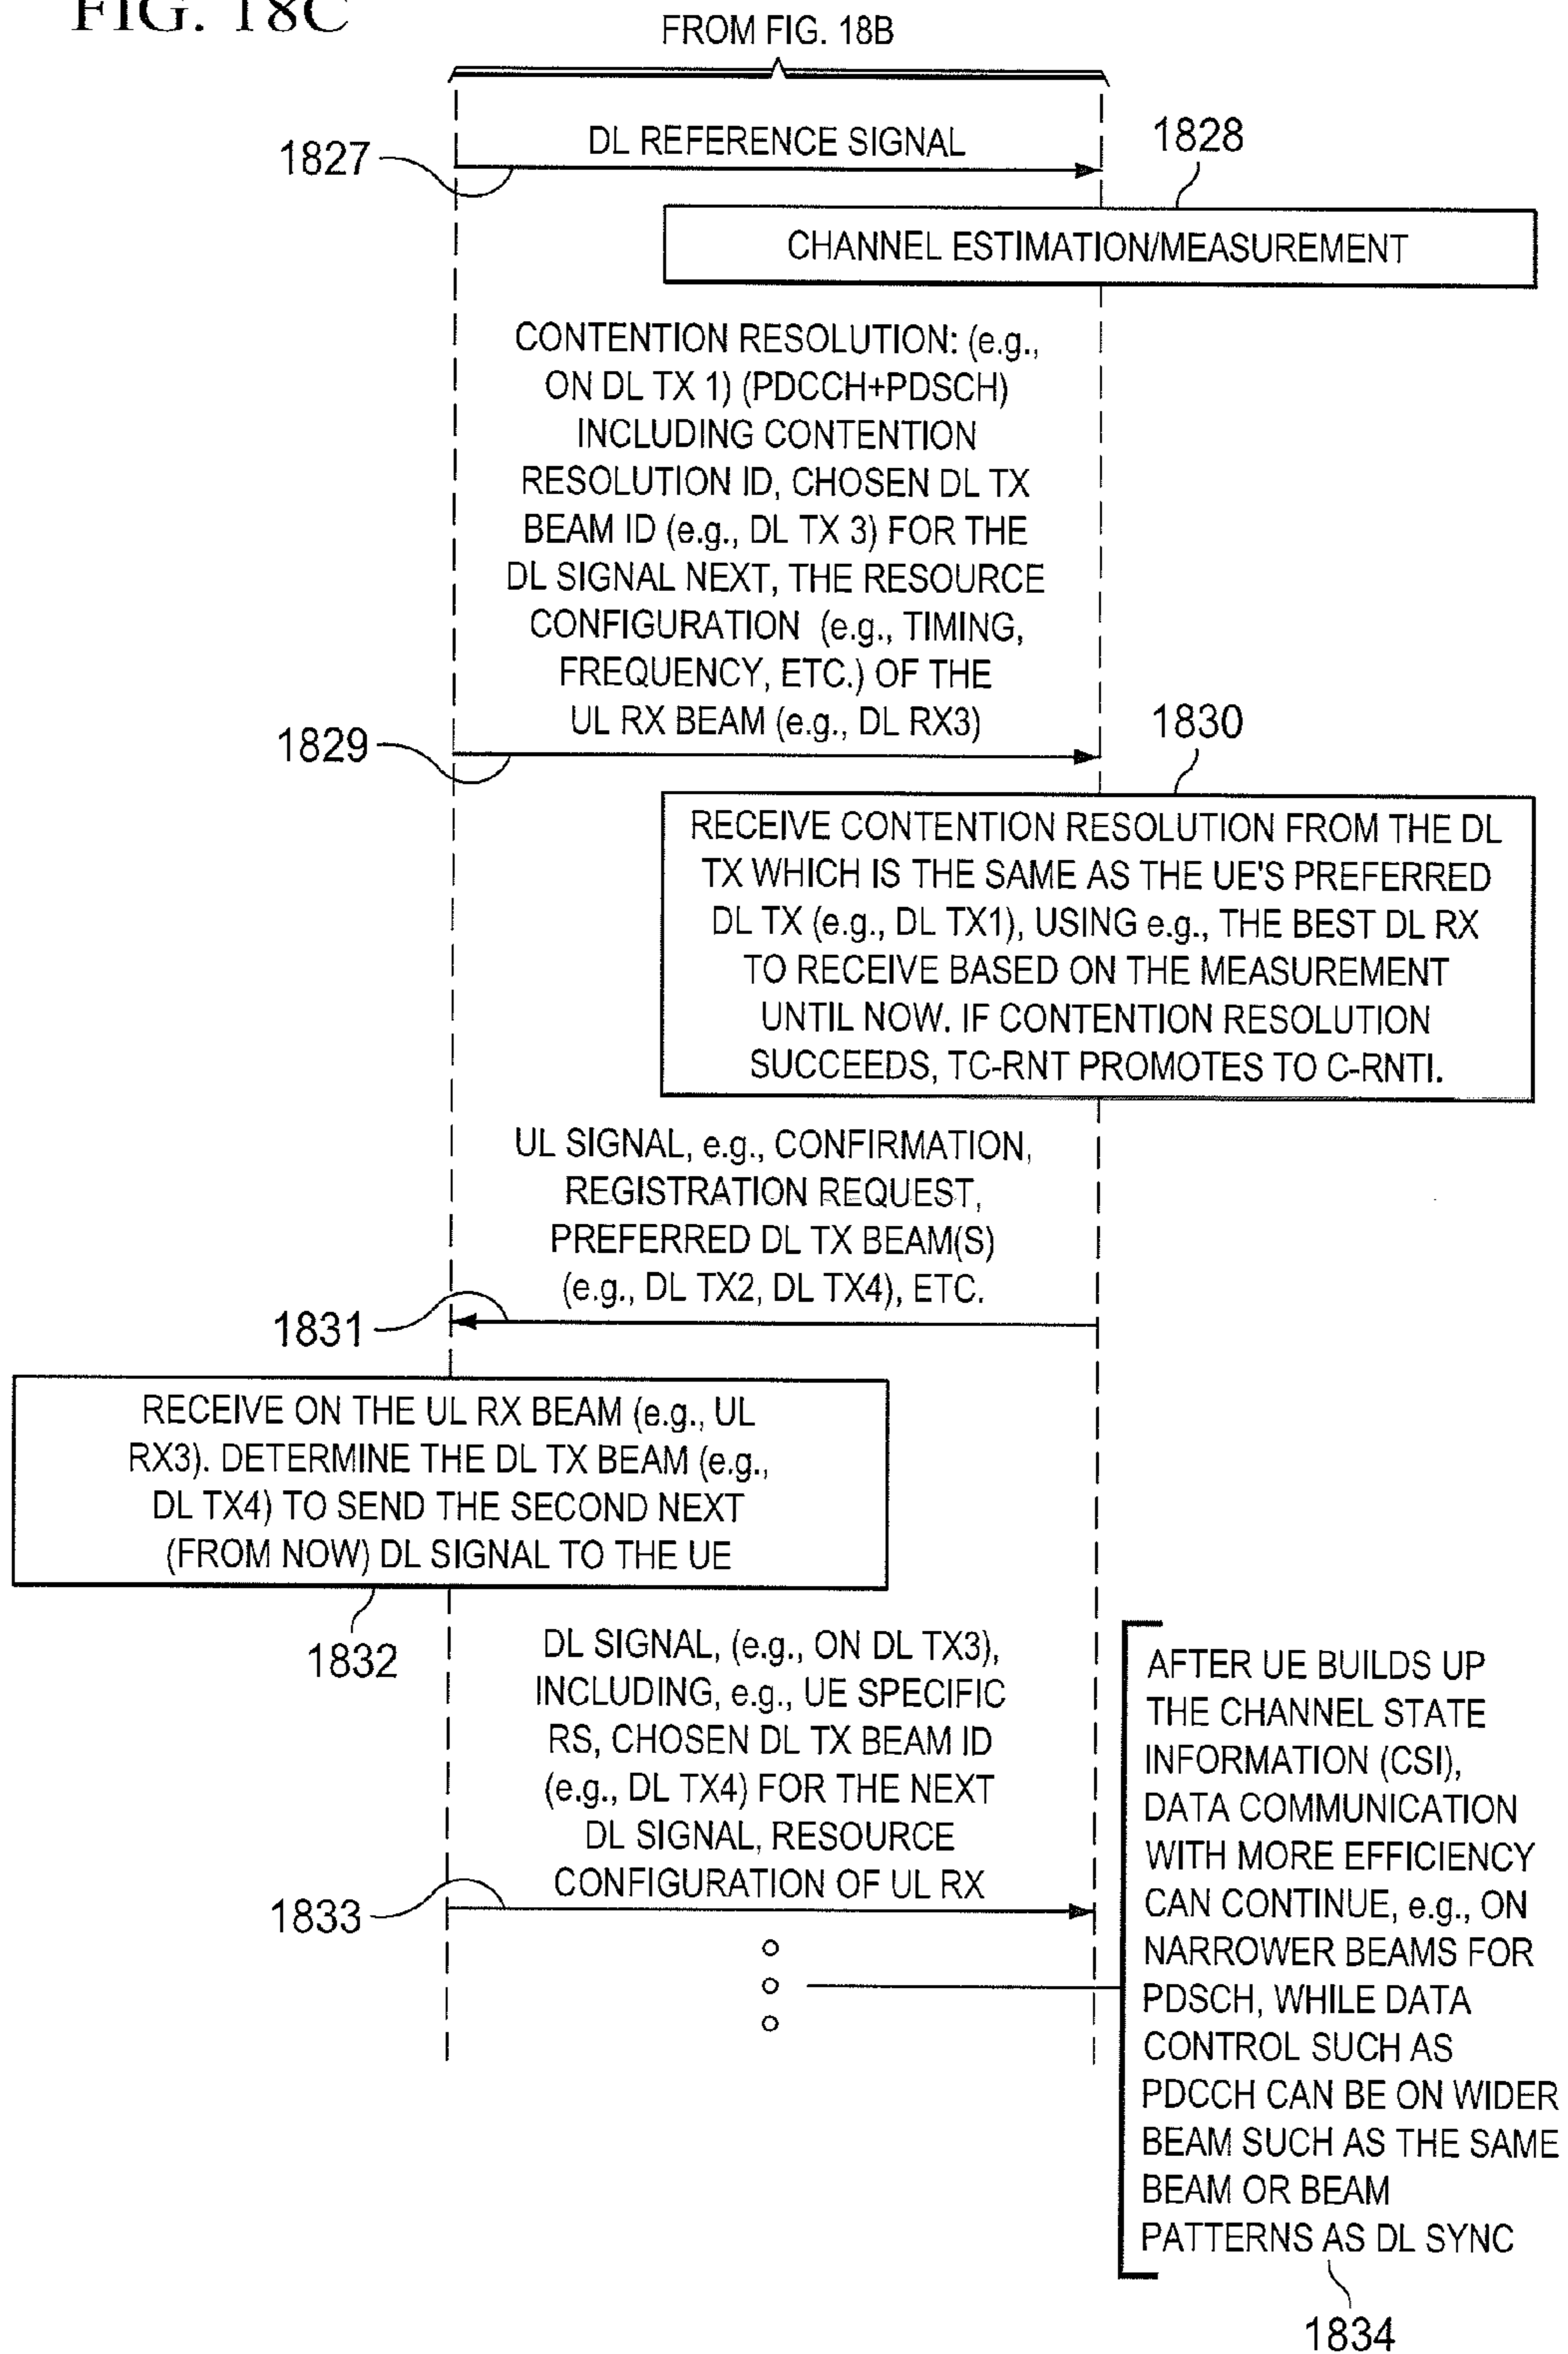 FIG. 18C
FROM FIG. 18B
DL REFERENCE SIGNAL
1827
1828
CHANNEL ESTIMATION/MEASUREMENT
CONTENTION RESOLUTION: (e.g.,
ON DL TX 1) (PDCCH+PDSCH)
INCLUDING CONTENTION
RESOLUTION ID, CHOSEN DL TX
BEAM ID (e.g., DL TX 3) FOR THE
DL SIGNAL NEXT, THE RESOURCE
CONFIGURATION (e.g., TIMING,
FREQUENCY, ETC.) OF THE
UL RX BEAM (e.g., DL RX3)
1829
1830
RECEIVE CONTENTION RESOLUTION FROM THE DL
TX WHICH IS THE SAME AS THE UE'S PREFERRED
DL TX (e.g., DL TX1), USING e.g., THE BEST DL RX
TO RECEIVE BASED ON THE MEASUREMENT
UNTIL NOW. IF CONTENTION RESOLUTION
SUCCEEDS, TC-RNT PROMOTES TO C-RNTI.
UL SIGNAL, e.g., CONFIRMATION,
REGISTRATION REQUEST,
PREFERRED DL TX BEAM(S)
(e.g., DL TX2, DL TX4), ETC.
1831
RECEIVE ON THE UL RX BEAM (e.g., UL
RX3). DETERMINE THE DL TX BEAM (e.g.,
DL TX4) TO SEND THE SECOND NEXT
(FROM NOW) DL SIGNAL TO THE UE
1832
DL SIGNAL, (e.g., ON DL TX3),
INCLUDING, e.g., UE SPECIFIC
RS, CHOSEN DL TX BEAM ID
(e.g., DL TX4) FOR THE NEXT
DL SIGNAL, RESOURCE
CONFIGURATION OF UL RX
1833
AFTER UE BUILDS UP
THE CHANNEL STATE
INFORMATION (CSI),
DATA COMMUNICATION
WITH MORE EFFICIENCY
CAN CONTINUE, e.g., ON
NARROWER BEAMS FOR
PDSCH, WHILE DATA
CONTROL SUCH AS
PDCCH CAN BE ON WIDER
BEAM SUCH AS THE SAME
BEAM OR BEAM
PATTERNS AS DL SYNC
1834